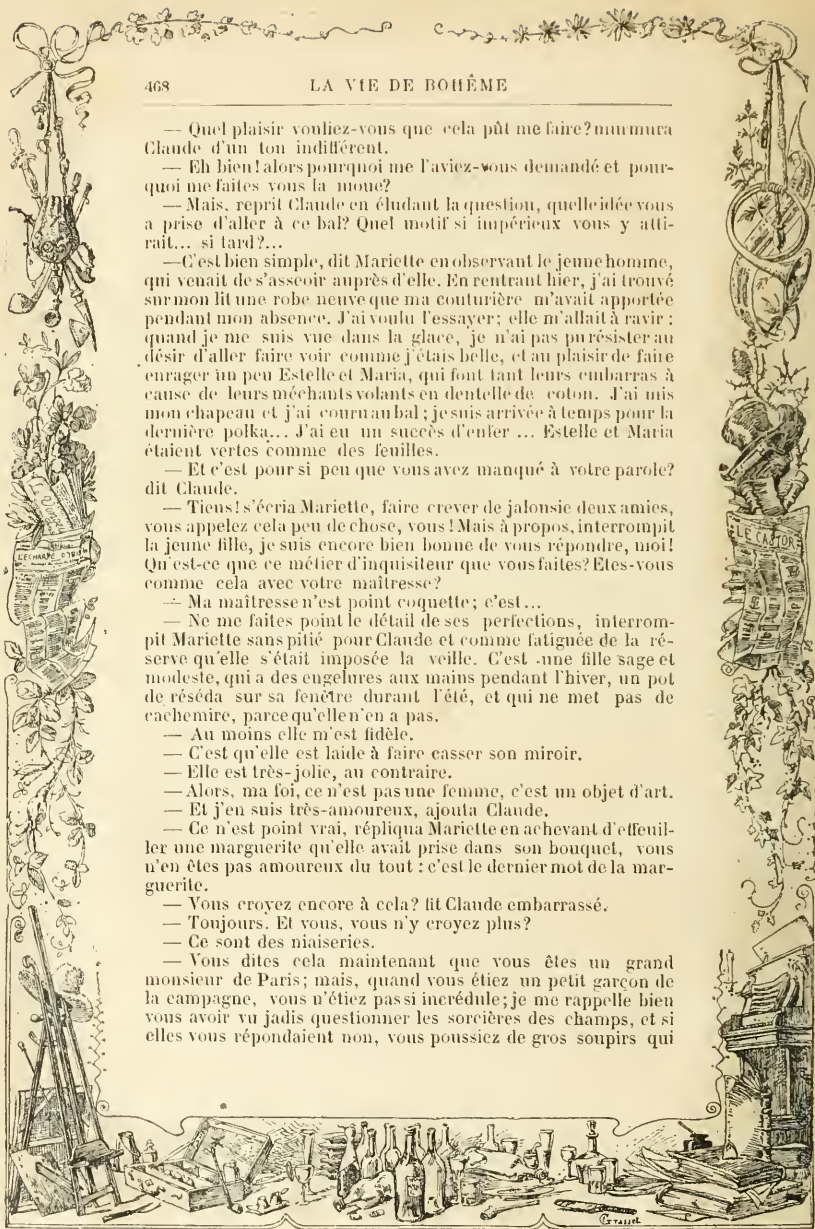 468 LA VIE DE BOHÊME
— Quel plaisir vouliez-vous que cela pût me faire? murmura
Claude d'un ton indifférent.
— Eh bien! alors pourquoi me l'aviez-vous demandé et pour-
quoi me faites vous la moue?
— Mais, reprit Claude en éludant la question, quelle idée vous
a prise d'aller à ce bal? Quel motif si impérieux vous y atti-
rait... si tard?...
— C'est bien simple, dit Mariette en observant le jeune homme,
qui venait de s'asseoir auprès d'elle. En rentrant hier, j'ai trouvé
sur mon lit une robe neuve que ma couturière m'avait apportée
pendant mon absence. J'ai voulu l'essayer; elle m'allait à ravir:
quand je me suis vue dans la glace, je n'ai pas pu résister au
désir d'aller faire voir comme j'étais belle, et au plaisir de faire
enrager un peu Estelle et Maria, qui font tant leurs embarras à
cause de leurs méchants volants en dentelle de coton. J'ai mis
mon chapeau et j'ai couru au bal; je suis arrivée à temps pour la
dernière polka... J'ai eu un succès d'enfer ... Estelle et Maria
étaient vertes comme des feuilles.
— Et c'est pour si peu que vous avez manqué à votre parole?
dit Claude.
— Tiens! s'écria Mariette, faire crever de jalousie deux amies,
vous appelez cela peu de chose, vous! Mais à propos, interrompit
la jeune fille, je suis encore bien bonne de vous répondre, moi!
Qu'est-ce que ce métier d'inquisiteur que vous faites? Etes-vous
comme cela avec votre maîtresse?
— Ma maîtresse n'est point coquette; c'est...
— Ne me faites point le détail de ses perfections, interrom-
pit Mariette sans pitié pour Claude et comme fatiguée de la ré-
serve qu'elle s'était imposée la veille. C'est une fille sage et
modeste, qui a des engelures aux mains pendant l'hiver, un pot
de réséda sur sa fenêtre durant l'été, et qui ne met pas de
cachemire, parce qu'elle n'en a pas.
— Au moins elle m'est fidèle.
— C'est qu'elle est laide à faire casser son miroir.
— Elle est très-jolie, au contraire.
— Alors, ma foi, ce n'est pas une femme, c'est un objet d'art.
— Et j'en suis très-amoureux, ajouta Claude.
— Ce n'est point vrai, répliqua Mariette en achevant d'effeuil-
ler une marguerite qu'elle avait prise dans son bouquet, vous
n'en êtes pas amoureux du tout: c'est le dernier mot de la mar-
guerite.
— Vous croyez encore à cela? fit Claude embarrassé.
— Toujours. Et vous, vous n'y croyez plus?
— Ce sont des niaiseries.
— Vous dites cela maintenant que vous êtes un grand
monsieur de Paris; mais, quand vous étiez un petit garçon de
la campagne, vous n'étiez pas si incrédule; je me rappelle bien
vous avoir vu jadis questionner les sorcières des champs, et si
elles vous répondaient non, vous poussiez de gros soupirs qui
L'ECHARPE D'IRIS
LE CASTOR
Grasset